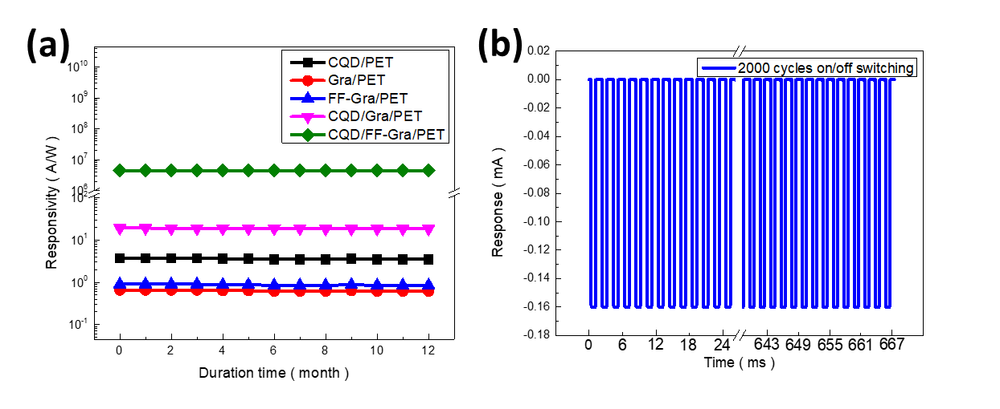 (a)
CQD/PET
Gra/PET
FF-Gra/PET
CQD/Gra/PET
CQD/FF-Gra/PET
10^10
10^9
10^8
10^7
10^6
10^2
10^1
10^0
10^-1
Responsivity ( A/W )
0 2 4 6 8 10 12
Duration time ( month )
(b)
2000 cycles on/off switching
0.02
0.00
-0.02
-0.04
-0.06
-0.08
-0.10
-0.12
-0.14
-0.16
-0.18
Response ( mA )
0 6 12 18 24 643 649 655 661 667
Time ( ms )